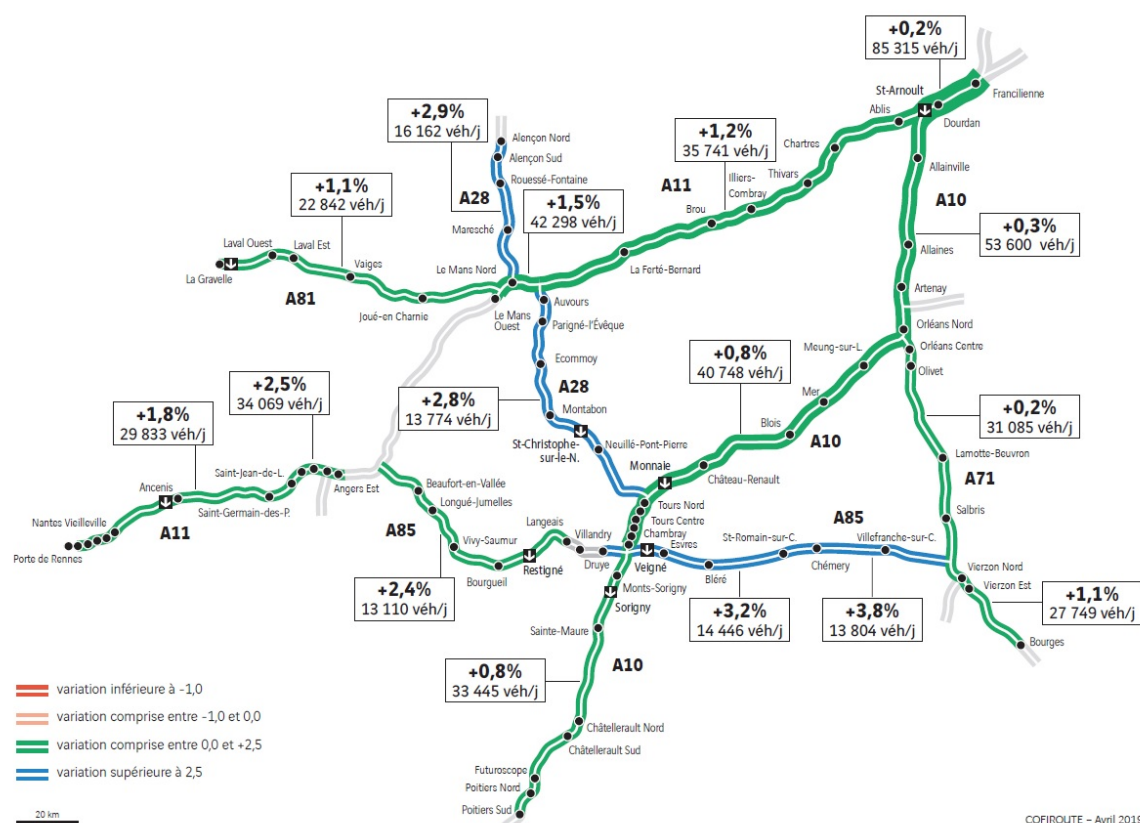 +0,2%
85 315 véh/j
St-Arnoult
Francilienne
Ablis
Dourdan
+2,9%
16 162 véh/j
Alençon Nord
Alençon Sud
Rouessé-Fontaine
A28
Maresché
+1,2%
35 741 véh/j
Chartres
Illiers-
Combray
Thivars
A11
Brou
Allainville
A10
+1,1%
22 842 véh/j
+1,5%
42 298 véh/j
+0,3%
53 600 véh/j
Allaines
Laval Ouest
Laval Est
Vaiges
La Gravelle
Le Mans Nord
La Ferté-Bernard
A81
Joué-en Charnie
Le Mans
Ouest
Auvours
Parigné-l'Évêque
Artenay
Orléans Nord
Orléans Centre
Olivet
Meung-sur-L.
Ecommoy
A28
+0,8%
40 748 véh/j
Mer
+2,5%
34 069 véh/j
+2,8%
13 774 véh/j
Montabon
Blois
A10
+0,2%
31 085 véh/j
+1,8%
29 833 véh/j
St-Christophe-
sur-le-N.
Neuillé-Pont-Pierre
Monnaie
Château-Renault
Lamotte-Beuvron
A71
Saint-Jean-de-L.
Angers Est
Ancenis
Saint-Germain-des-P.
Beaufort-en-Vallée
Longué-Jumelles
Nantes Vieilleville
A11
Porte de Rennes
A85
Vivy-Saumur
Langeais
Villandry
Tours Nord
Tours Centre
Chambray
Esvres
Salbris
A85
St-Romain-sur-C.
Villefranche-sur-C.
Bourgueil
Restigné
Druye
Veigné
Bléré
Chémery
Vierzon Nord
Vierzon Est
+2,4%
13 110 véh/j
Monts-Sorigny
Sorigny
+3,2%
14 446 véh/j
+3,8%
13 804 véh/j
+1,1%
27 749 véh/j
Bourges
Sainte-Maure
+0,8%
33 445 véh/j
A10
Châtellerault Nord
Châtellerault Sud
Futuroscope
Poitiers Nord
Poitiers Sud
variation inférieure à -1,0
variation comprise entre -1,0 et 0,0
variation comprise entre 0,0 et +2,5
variation supérieure à 2,5
20 km
COFIROUTE – Avril 2019